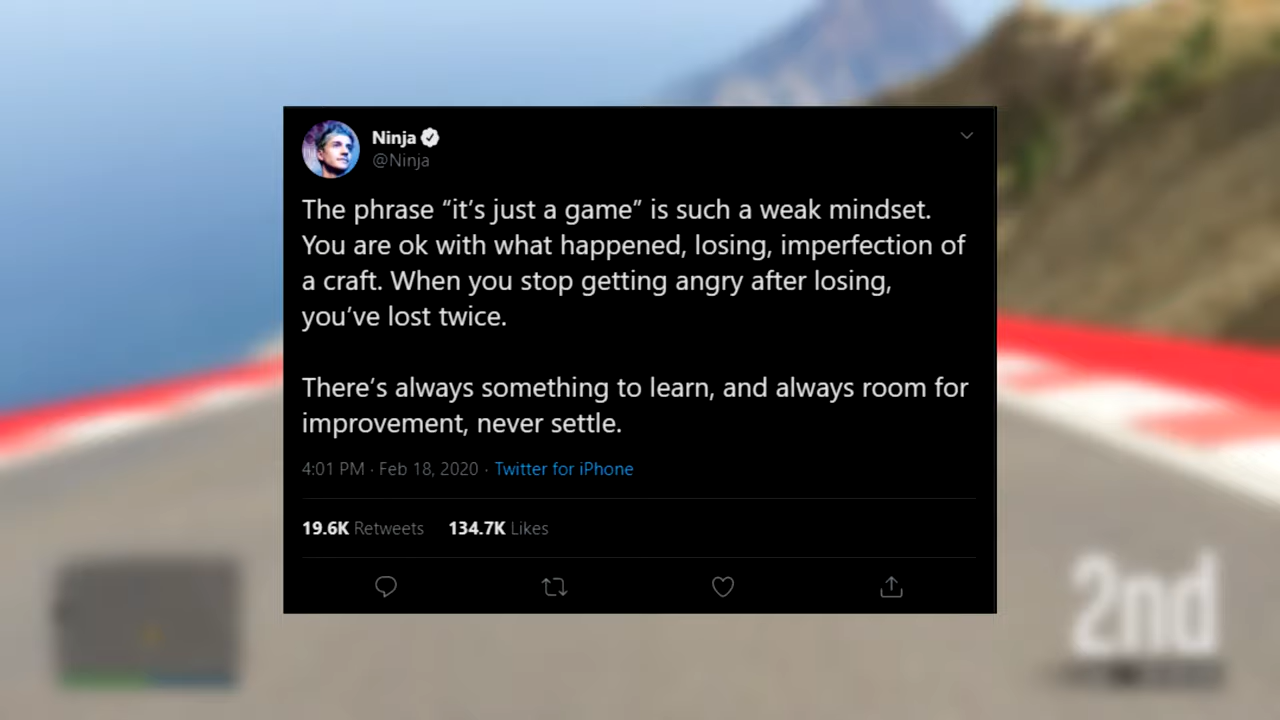 Ninja
@Ninja
The phrase “it’s just a game” is such a weak mindset.
You are ok with what happened, losing, imperfection of
a craft. When you stop getting angry after losing,
you’ve lost twice.
There’s always something to learn, and always room for
improvement, never settle.
4:01 PM · Feb 18, 2020 · Twitter for iPhone
19.6K Retweets 134.7K Likes
2nd